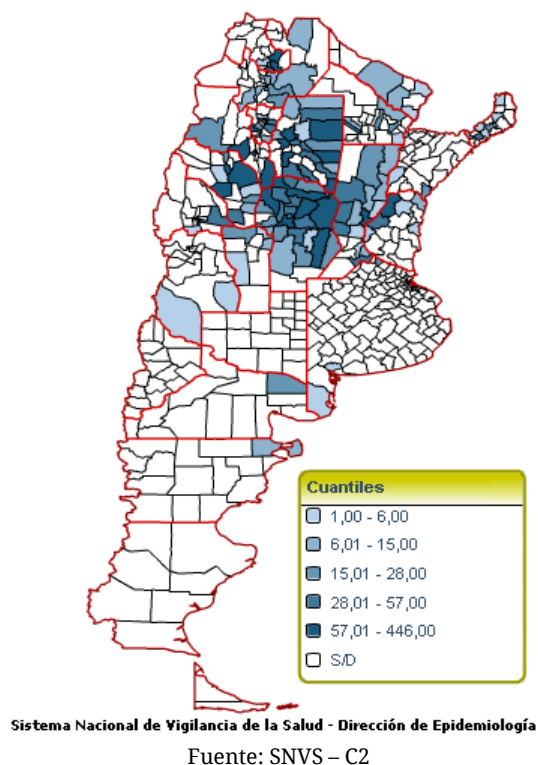 Cuantiles
1,00 - 6,00
6,01 - 15,00
15,01 - 28,00
28,01 - 57,00
57,01 - 446,00
S/D
Sistema Nacional de Vigilancia de la Salud - Dirección de Epidemiología
Fuente: SNVS – C2